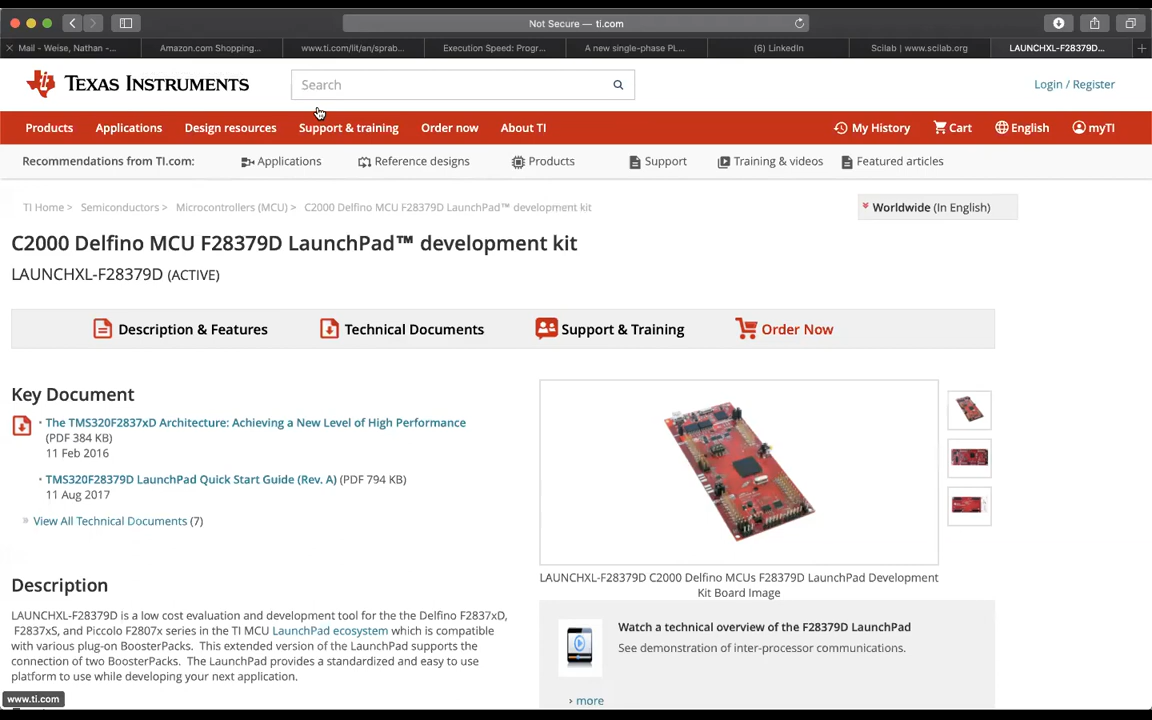 Not Secure — ti.com
Mail - Weise, Nathan -...
Amazon.com Shopping...
www.ti.com/lit/an/sprab...
Execution Speed: Progr...
A new single-phase PL...
(6) LinkedIn
Scilab | www.scilab.org
LAUNCHXL-F28379D...
TEXAS INSTRUMENTS
Search
Login / Register
Products
Applications
Design resources
Support & training
Order now
About TI
My History
Cart
English
myTI
Recommendations from TI.com:
Applications
Reference designs
Products
Support
Training & videos
Featured articles
TI Home > Semiconductors > Microcontrollers (MCU) > C2000 Delfino MCU F28379D LaunchPad™ development kit
Worldwide (In English)
C2000 Delfino MCU F28379D LaunchPad™ development kit
LAUNCHXL-F28379D (ACTIVE)
Description & Features
Technical Documents
Support & Training
Order Now
Key Document
The TMS320F2837xD Architecture: Achieving a New Level of High Performance
(PDF 384 KB)
11 Feb 2016
TMS320F28379D LaunchPad Quick Start Guide (Rev. A) (PDF 794 KB)
11 Aug 2017
» View All Technical Documents (7)
LAUNCHXL-F28379D C2000 Delfino MCUs F28379D LaunchPad Development
Kit Board Image
Description
LAUNCHXL-F28379D is a low cost evaluation and development tool for the the Delfino F2837xD,
F2837xS, and Piccolo F2807x series in the TI MCU LaunchPad ecosystem which is compatible
with various plug-on BoosterPacks. This extended version of the LaunchPad supports the
connection of two BoosterPacks. The LaunchPad provides a standardized and easy to use
platform to use while developing your next application.
Watch a technical overview of the F28379D LaunchPad
See demonstration of inter-processor communications.
› more
www.ti.com